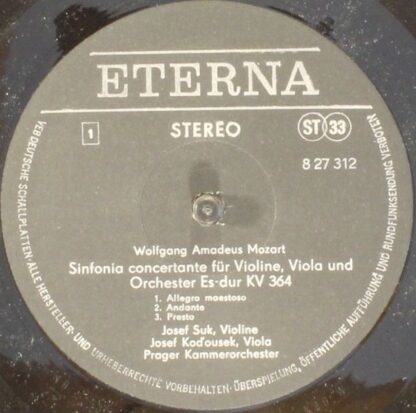 ETERNA
1
STEREO
ST 33
8 27 312
Wolfgang Amadeus Mozart
Sinfonia concertante für Violine, Viola und
Orchester Es-dur KV 364
1. Allegro maestoso
2. Andante
3. Presto
Josef Suk, Violine
Josef Kod'ousek, Viola
Prager Kammerorchester
VEB DEUTSCHE SCHALLPLATTEN · ALLE HERSTELLER- UND URHEBERRECHTE VORBEHALTEN · ÜBERSPIELUNG, ÖFFENTLICHE AUFFÜHRUNG UND RUNDFUNKSENDUNG VERBOTEN